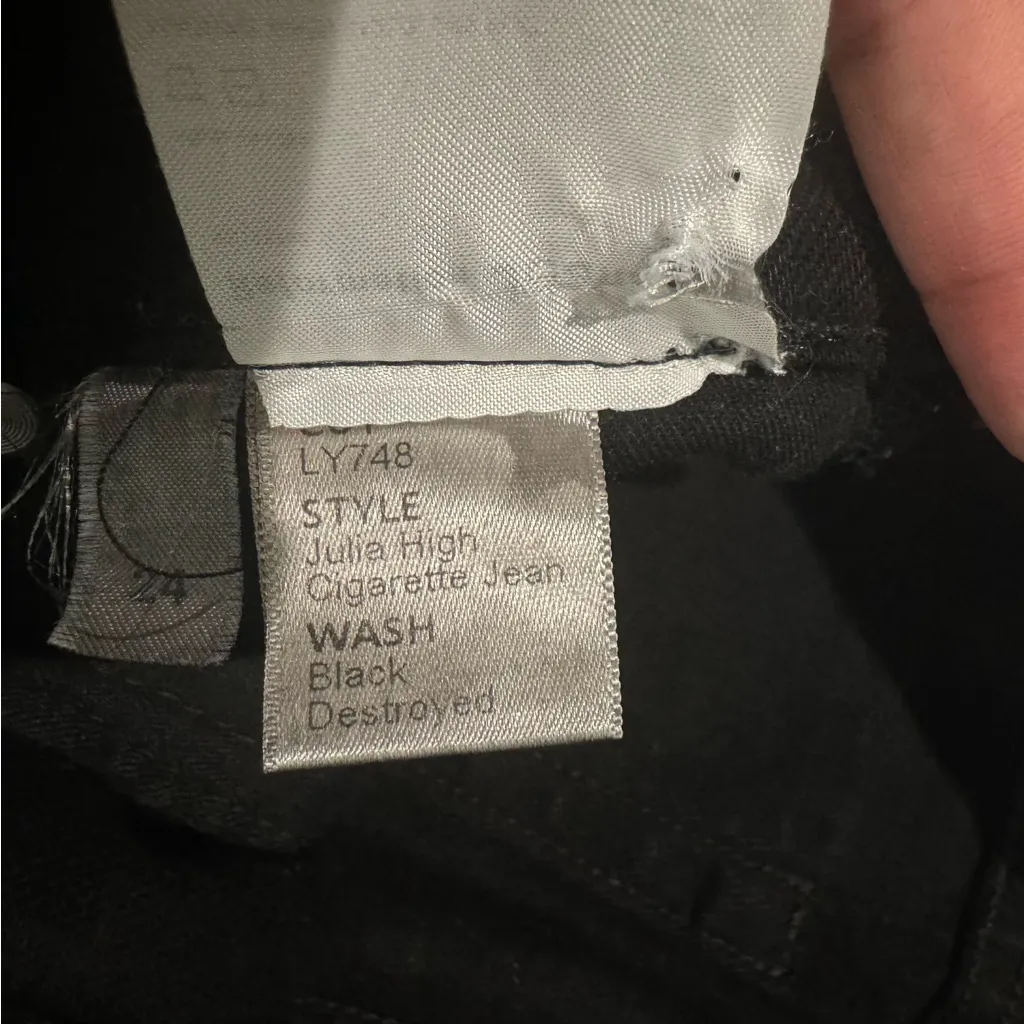 LY748
STYLE
Julia High
Cigarette Jean
WASH
Black
Destroyed
24